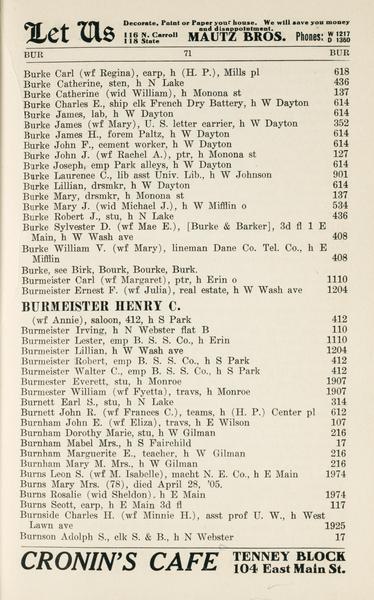 Let Us
Decorate, Paint or Paper your house. We will save you money and disappointment.
116 N. Carroll
118 State
MAUTZ BROS.
Phones: W 1217
D 1350
BUR 71 BUR
Burke Carl (wf Regina), carp, h (H. P.), Mills pl 618
Burke Catherine, sten, h N Lake 436
Burke Catherine (wid William), h Monona st 137
Burke Charles E., ship clk French Dry Battery, h W Dayton 614
Burke James, lab, h W Dayton 614
Burke James (wf Mary), U. S. letter carrier, h W Dayton 352
Burke James H., forem Paltz, h W Dayton 614
Burke John F., cement worker, h W Dayton 614
Burke John J. (wf Rachel A.), ptr, h Monona st 127
Burke Joseph, emp Park alleys, h W Dayton 614
Burke Laurence C., lib asst Univ. Lib., h W Johnson 901
Burke Lillian, drsmkr, h W Dayton 614
Burke Mary, drsmkr, h Monona st 137
Burke Mary J. (wid Michael J.), h W Mifflin o 534
Burke Robert J., stu, h N Lake 436
Burke Sylvester D. (wf Mae E.), [Burke & Barker], 3d fl 1 E
Main, h W Wash ave 408
Burke William V. (wf Mary), lineman Dane Co. Tel. Co., h E
Mifflin 408
Burke, see Birk, Bourk, Bourke, Burk.
Burmeister Carl (wf Margaret), ptr, h Erin o 1110
Burmeister Ernest F. (wf Julia), real estate, h W Wash ave 1204
BURMEISTER HENRY C.
(wf Annie), saloon, 412, h S Park 412
Burmeister Irving, h N Webster flat B 110
Burmeister Lester, emp B. S. S. Co., h Erin 1110
Burmeister Lillian, h W Wash ave 1204
Burmeister Robert, emp B. S. S. Co., h S Park 412
Burmeister Walter C., emp B. S. S. Co., h S Park 412
Burmester Everett, stu, h Monroe 1907
Burmester William (wf Fyetta), travs, h Monroe 1907
Burnett Earl S., stu, h N Lake 314
Burnett John R. (wf Frances C.), teams, h (H. P.) Center pl 612
Burnham John E. (wf Eliza), travs, h E Wilson 107
Burnham Dorothy Marie, stu, h W Gilman 216
Burnham Mabel Mrs., h S Fairchild 17
Burnham Marguerite E., teacher, h W Gilman 216
Burnham Mary M. Mrs., h W Gilman 216
Burns Leon S. (wf M. Isabelle), macht N. E. Co., h E Main 1974
Burns Mary Mrs. (78), died April 28, '05.
Burns Rosalie (wid Sheldon). h E Main 1974
Burns Scott, carp, h E Main 3d fl 117
Burnside Charles H. (wf Minnie H.), asst prof U. W., h West
Lawn ave 1925
Burnson Adolph S., clk S. & B., h N Webster 17
CRONIN'S CAFE
TENNEY BLOCK
104 East Main St.